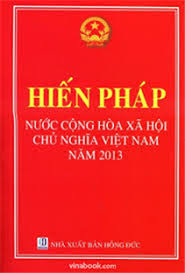 HIẾN PHÁP
NƯỚC CỘNG HÒA XÃ HỘI
CHỦ NGHĨA VIỆT NAM
NĂM 2013
NHÀ XUẤT BẢN HỒNG ĐỨC
vinabook.com